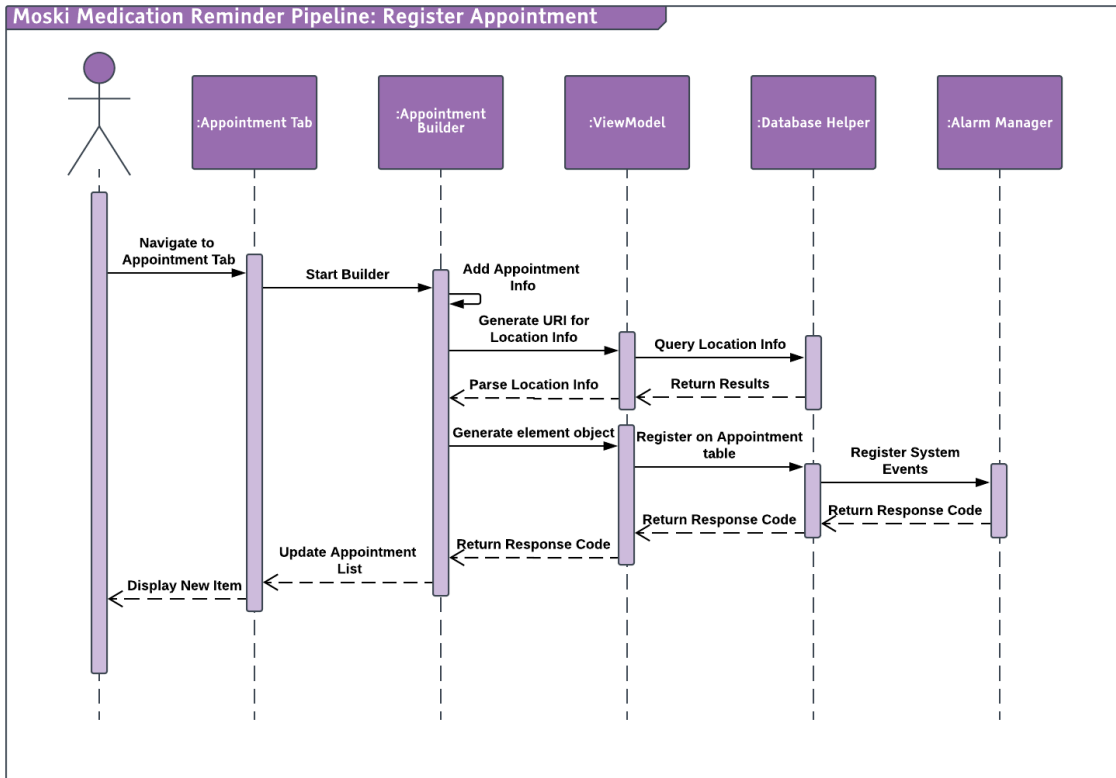 Moski Medication Reminder Pipeline: Register Appointment
:Appointment Tab
:Appointment
Builder
:ViewModel
:Database Helper
:Alarm Manager
Navigate to
Appointment Tab
Start Builder
Add Appointment
Info
Generate URI for
Location Info
Query Location Info
Parse Location Info
Return Results
Generate element object
Register on Appointment
table
Register System
Events
Return Response Code
Return Response Code
Return Response Code
Update Appointment
List
Display New Item